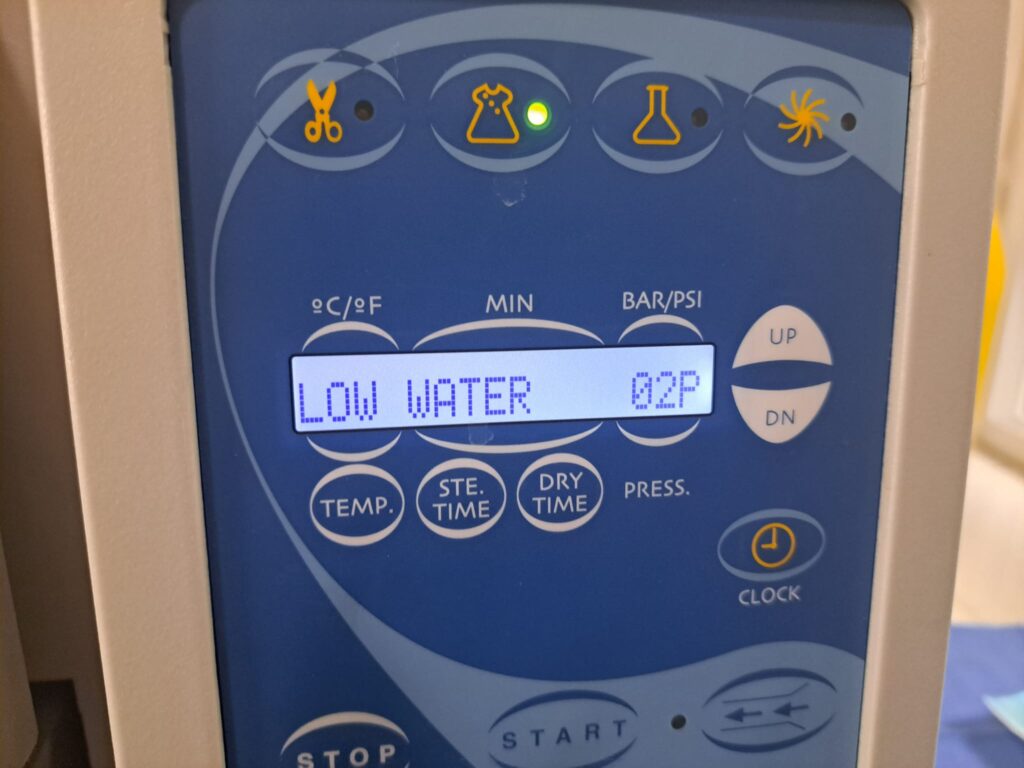 ºC/ºF MIN BAR/PSI
UP
LOW WATER 02P
DN
TEMP. STE. TIME DRY TIME PRESS.
CLOCK
STOP START